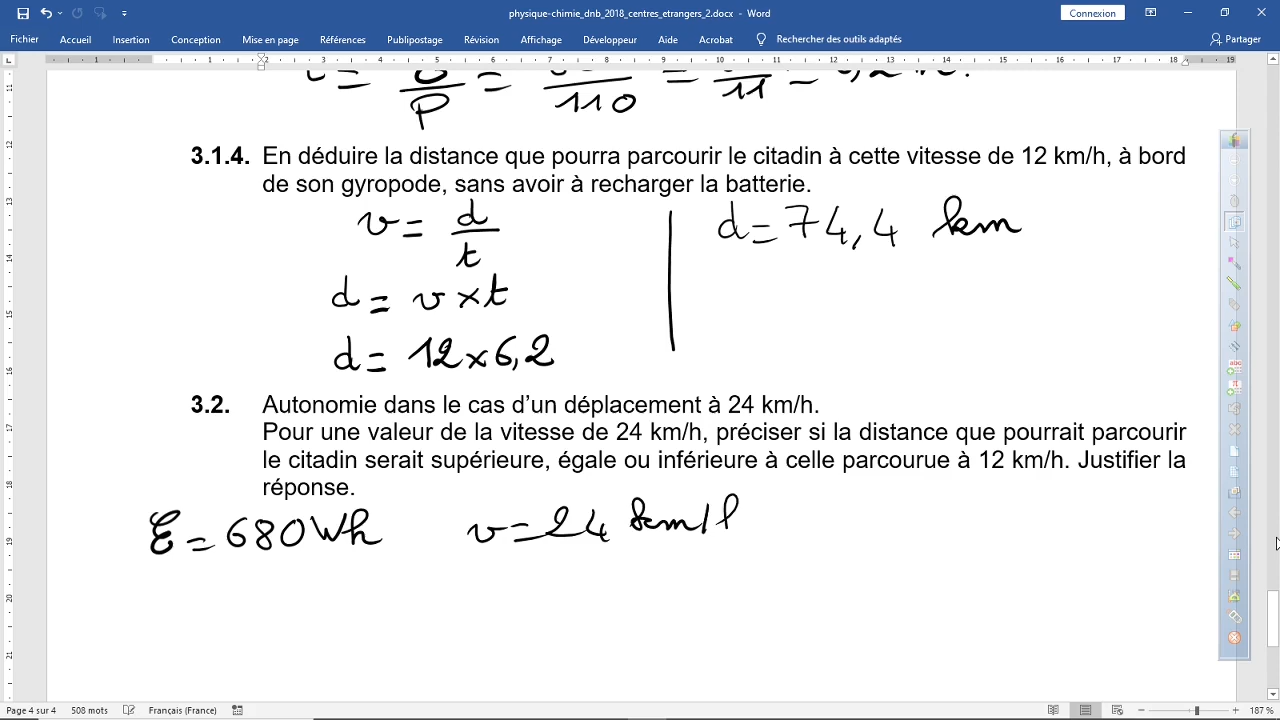 physique-chimie_dnb_2018_centres_etrangers_2.docx - Word
Connexion
Fichier Accueil Insertion Conception Mise en page Références Publipostage Révision Affichage Développeur Aide Acrobat Rechercher des outils adaptés Partager
P 110 11
3.1.4. En déduire la distance que pourra parcourir le citadin à cette vitesse de 12 km/h, à bord
de son gyropode, sans avoir à recharger la batterie.
v = d/t
d = v × t
d = 12 × 6,2
d = 74,4 km
3.2. Autonomie dans le cas d’un déplacement à 24 km/h.
Pour une valeur de la vitesse de 24 km/h, préciser si la distance que pourrait parcourir
le citadin serait supérieure, égale ou inférieure à celle parcourue à 12 km/h. Justifier la
réponse.
E = 680 Wh v = 24 km/
Page 4 sur 4 508 mots Français (France) 187 %